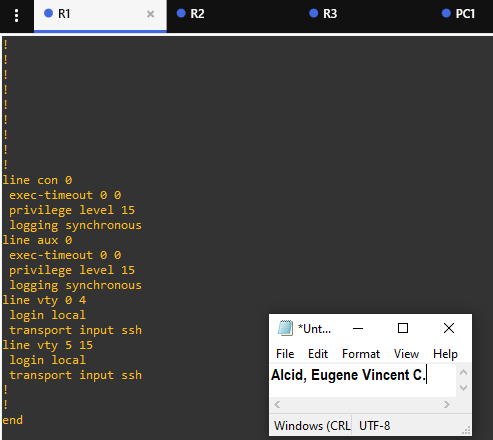 R1 × R2 R3 PC1
!
!
!
!
!
!
!
!
!
line con 0
 exec-timeout 0 0
 privilege level 15
 logging synchronous
line aux 0
 exec-timeout 0 0
 privilege level 15
 logging synchronous
line vty 0 4
 login local
 transport input ssh
line vty 5 15
 login local
 transport input ssh
!
!
end
*Unt...
File Edit Format View Help
Alcid, Eugene Vincent C.
Windows (CRL UTF-8